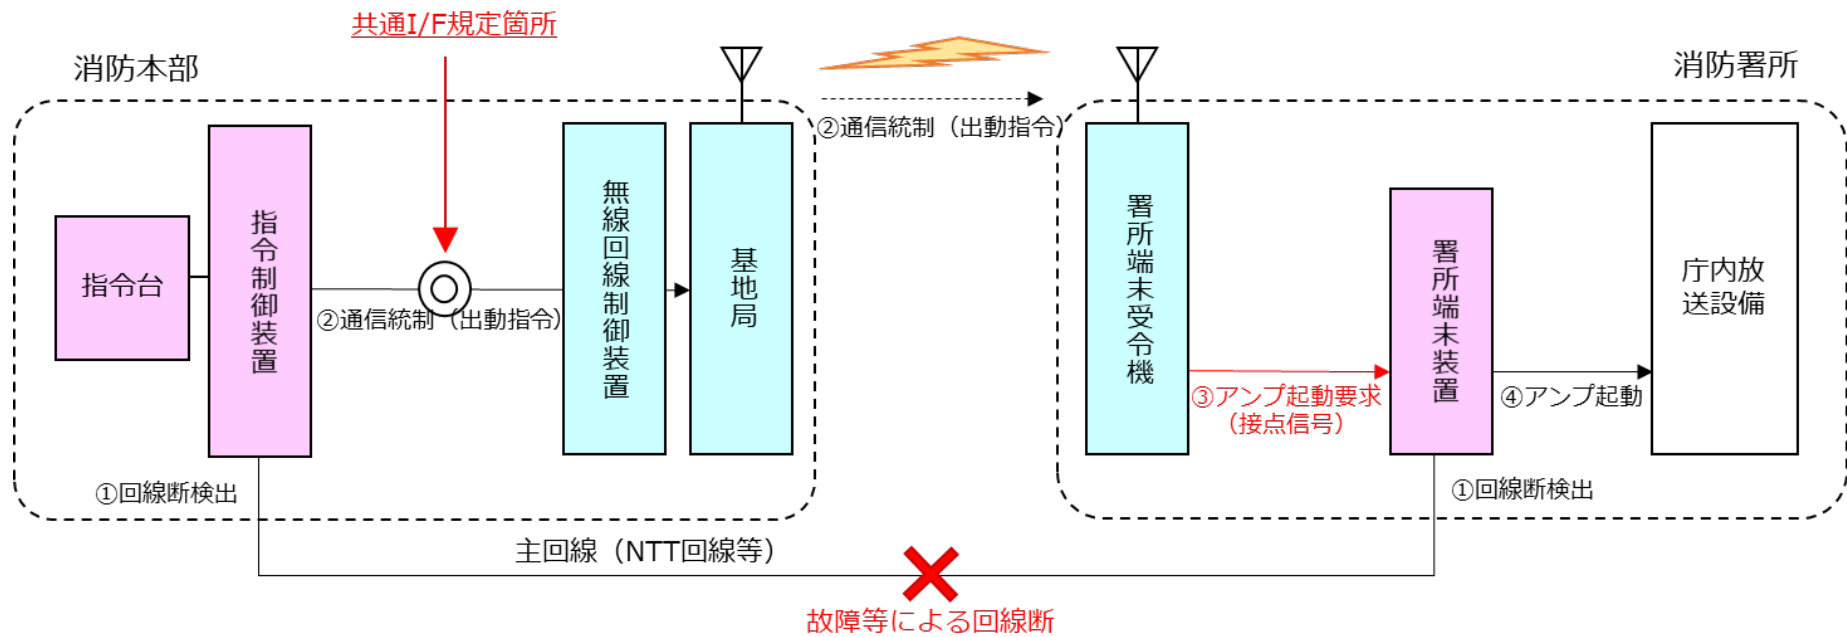 共通I/F規定箇所
消防本部
消防署所
②通信統制（出動指令）
指令台
指令制御装置
②通信統制（出動指令）
無線回線制御装置
基地局
署所端末受令機
③アンプ起動要求
（接点信号）
署所端末装置
④アンプ起動
庁内放
送設備
①回線断検出
①回線断検出
主回線（NTT回線等）
故障等による回線断